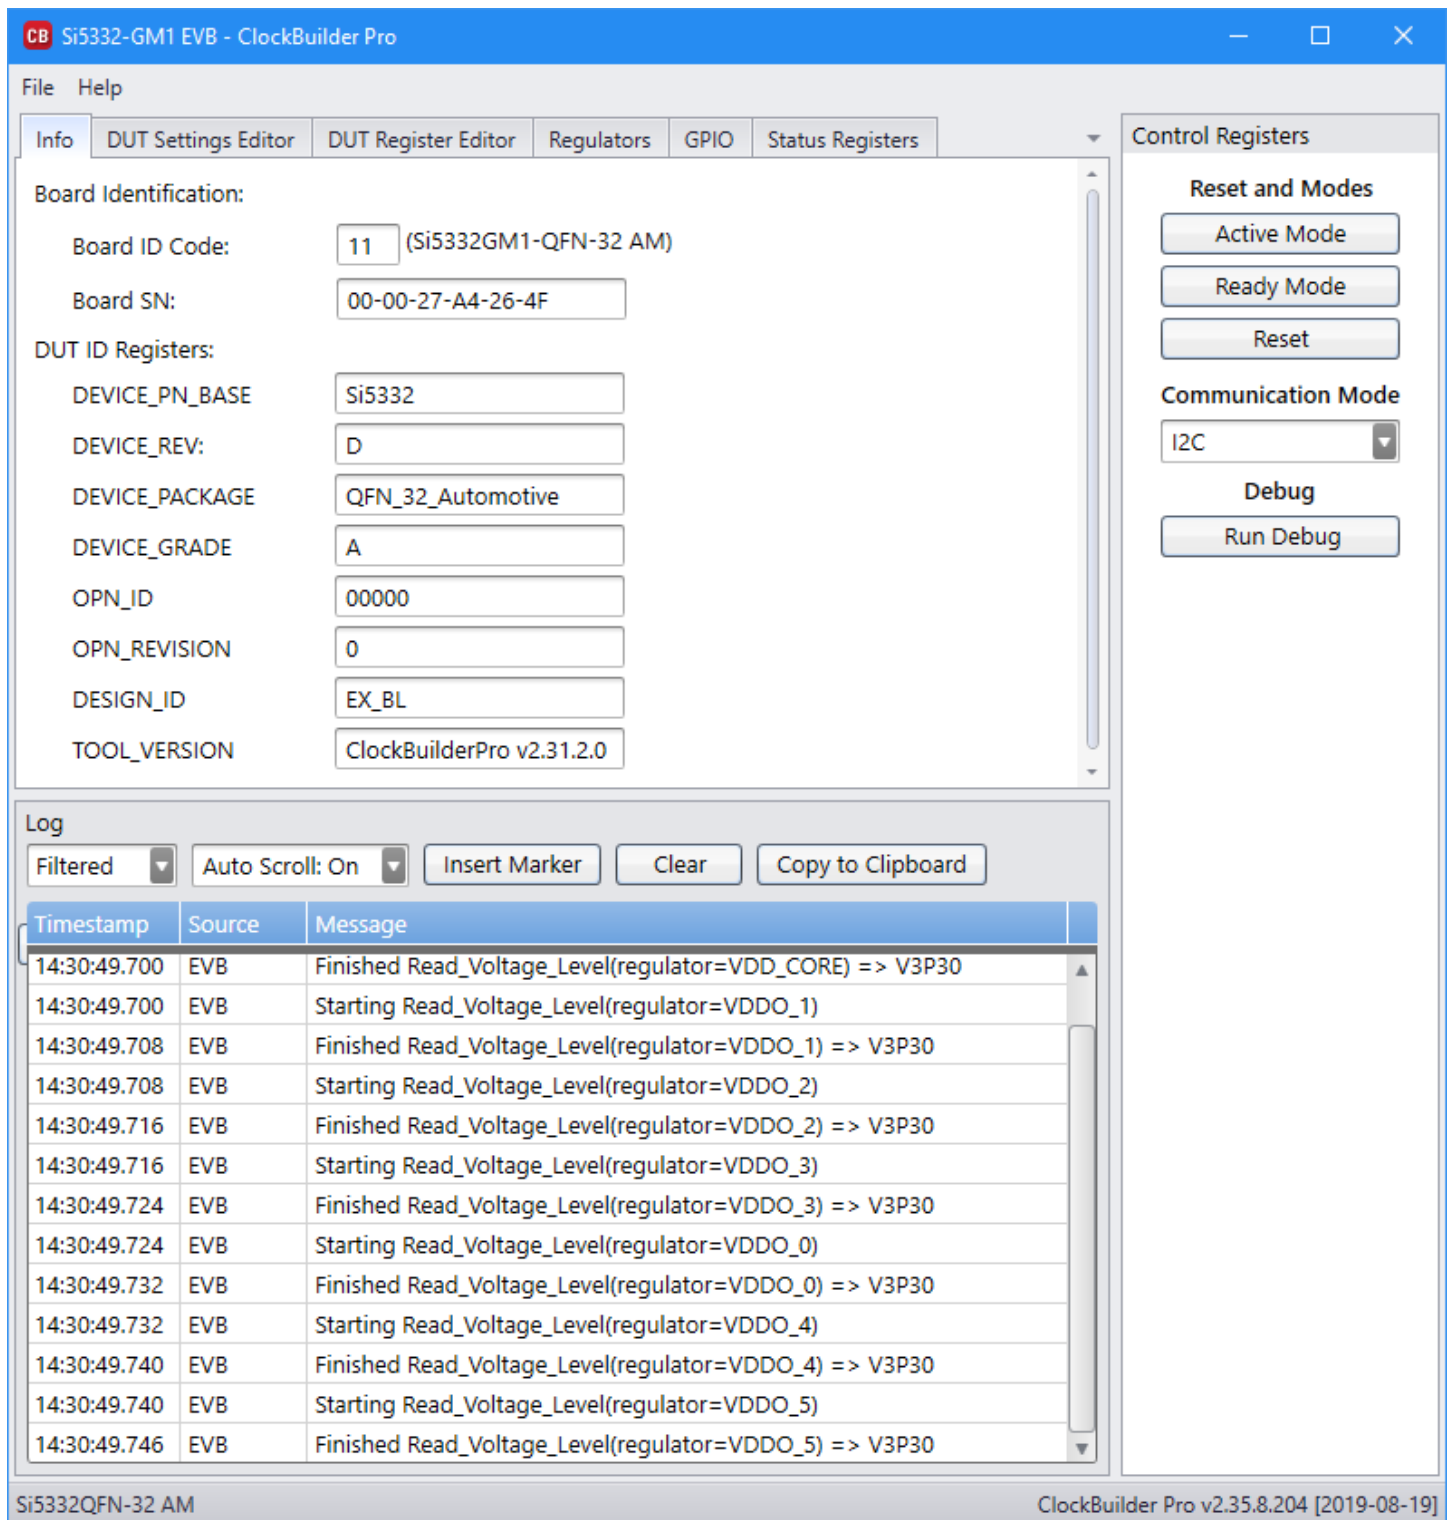 CB Si5332-GM1 EVB - ClockBuilder Pro
File Help
Info DUT Settings Editor DUT Register Editor Regulators GPIO Status Registers
Board Identification:
Board ID Code: 11 (Si5332GM1-QFN-32 AM)
Board SN: 00-00-27-A4-26-4F
DUT ID Registers:
DEVICE_PN_BASE Si5332
DEVICE_REV: D
DEVICE_PACKAGE QFN_32_Automotive
DEVICE_GRADE A
OPN_ID 00000
OPN_REVISION 0
DESIGN_ID EX_BL
TOOL_VERSION ClockBuilderPro v2.31.2.0
Control Registers
Reset and Modes
Active Mode
Ready Mode
Reset
Communication Mode
I2C
Debug
Run Debug
Log
Filtered Auto Scroll: On Insert Marker Clear Copy to Clipboard
Timestamp Source Message
14:30:49.700 EVB Finished Read_Voltage_Level(regulator=VDD_CORE) => V3P30
14:30:49.700 EVB Starting Read_Voltage_Level(regulator=VDDO_1)
14:30:49.708 EVB Finished Read_Voltage_Level(regulator=VDDO_1) => V3P30
14:30:49.708 EVB Starting Read_Voltage_Level(regulator=VDDO_2)
14:30:49.716 EVB Finished Read_Voltage_Level(regulator=VDDO_2) => V3P30
14:30:49.716 EVB Starting Read_Voltage_Level(regulator=VDDO_3)
14:30:49.724 EVB Finished Read_Voltage_Level(regulator=VDDO_3) => V3P30
14:30:49.724 EVB Starting Read_Voltage_Level(regulator=VDDO_0)
14:30:49.732 EVB Finished Read_Voltage_Level(regulator=VDDO_0) => V3P30
14:30:49.732 EVB Starting Read_Voltage_Level(regulator=VDDO_4)
14:30:49.740 EVB Finished Read_Voltage_Level(regulator=VDDO_4) => V3P30
14:30:49.740 EVB Starting Read_Voltage_Level(regulator=VDDO_5)
14:30:49.746 EVB Finished Read_Voltage_Level(regulator=VDDO_5) => V3P30
Si5332QFN-32 AM ClockBuilder Pro v2.35.8.204 [2019-08-19]